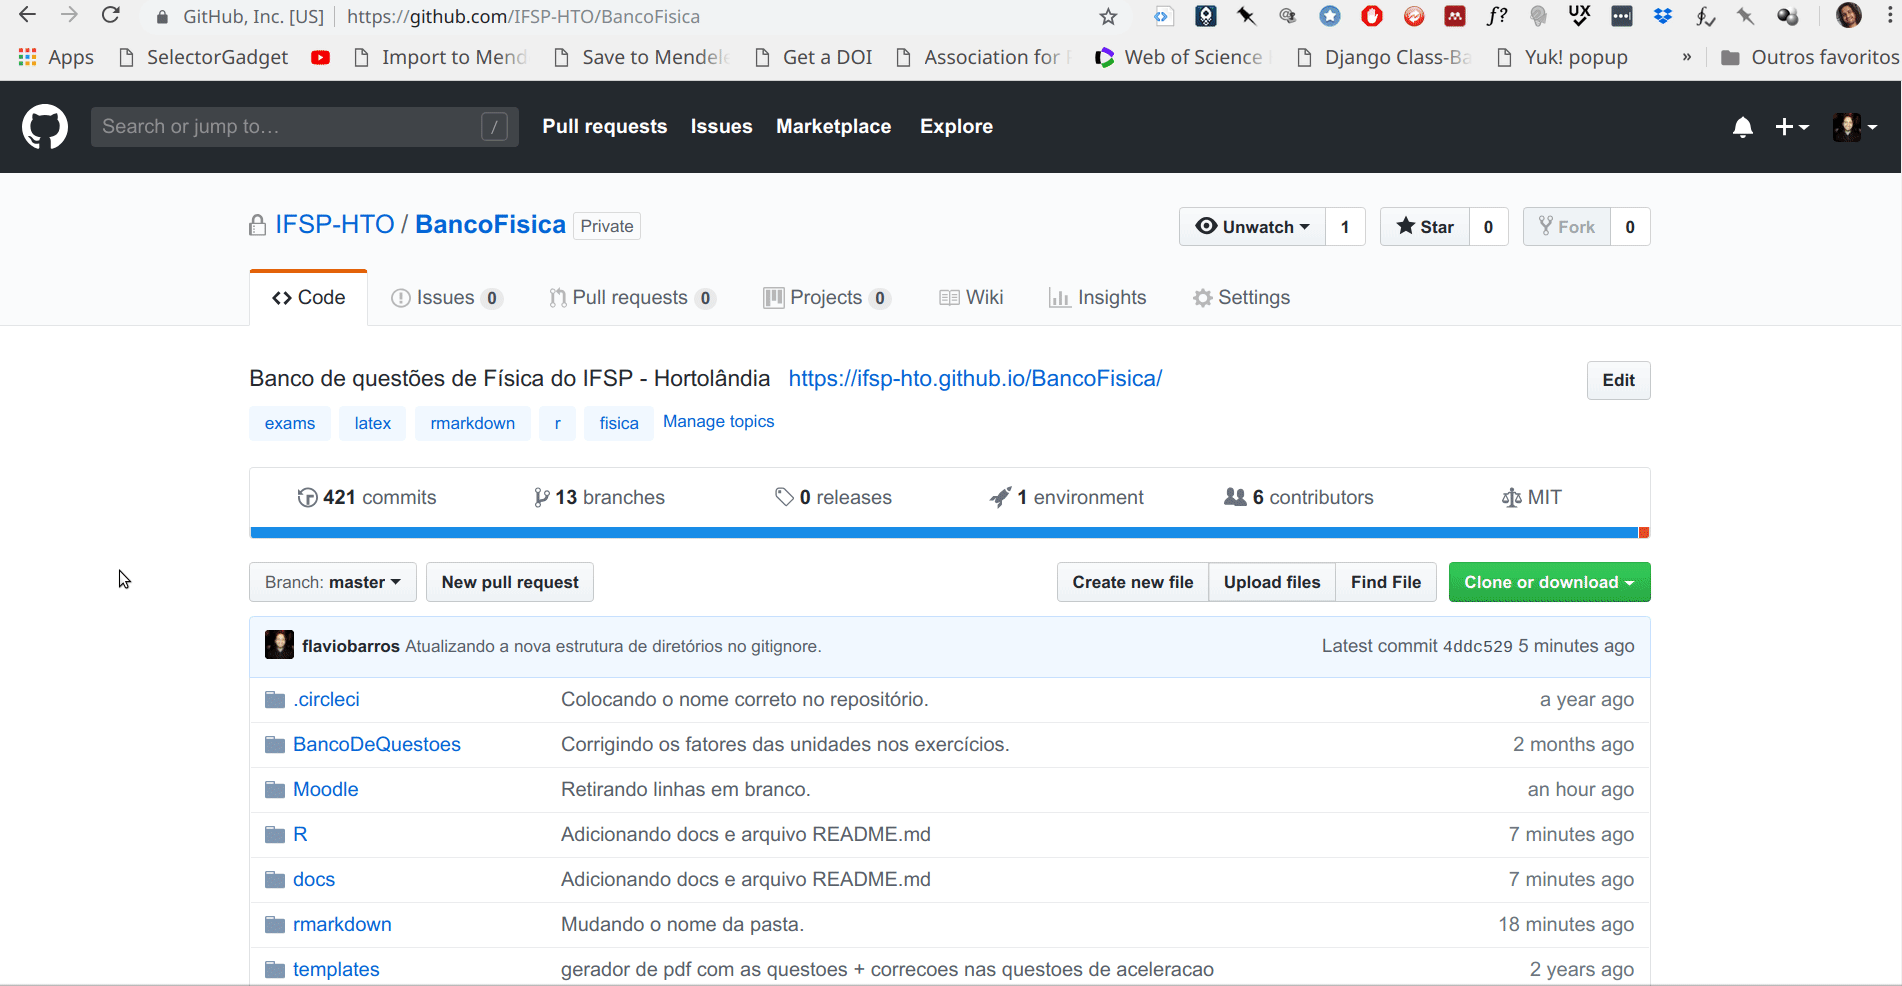 GitHub, Inc. [US] https://github.com/IFSP-HTO/BancoFisica
f? UX
Apps SelectorGadget Import to Mend Save to Mendele Get a DOI Association for Web of Science Django Class-Ba Yuk! popup » Outros favoritos
Search or jump to… / Pull requests Issues Marketplace Explore
IFSP-HTO / BancoFisica Private Unwatch 1 Star 0 Fork 0
Code Issues 0 Pull requests 0 Projects 0 Wiki Insights Settings
Banco de questões de Física do IFSP - Hortolândia https://ifsp-hto.github.io/BancoFisica/ Edit
exams latex rmarkdown r fisica Manage topics
421 commits 13 branches 0 releases 1 environment 6 contributors MIT
Branch: master New pull request Create new file Upload files Find File Clone or download
flaviobarros Atualizando a nova estrutura de diretórios no gitignore. Latest commit 4ddc529 5 minutes ago
.circleci Colocando o nome correto no repositório. a year ago
BancoDeQuestoes Corrigindo os fatores das unidades nos exercícios. 2 months ago
Moodle Retirando linhas em branco. an hour ago
R Adicionando docs e arquivo README.md 7 minutes ago
docs Adicionando docs e arquivo README.md 7 minutes ago
rmarkdown Mudando o nome da pasta. 18 minutes ago
templates gerador de pdf com as questoes + correcoes nas questoes de aceleracao 2 years ago